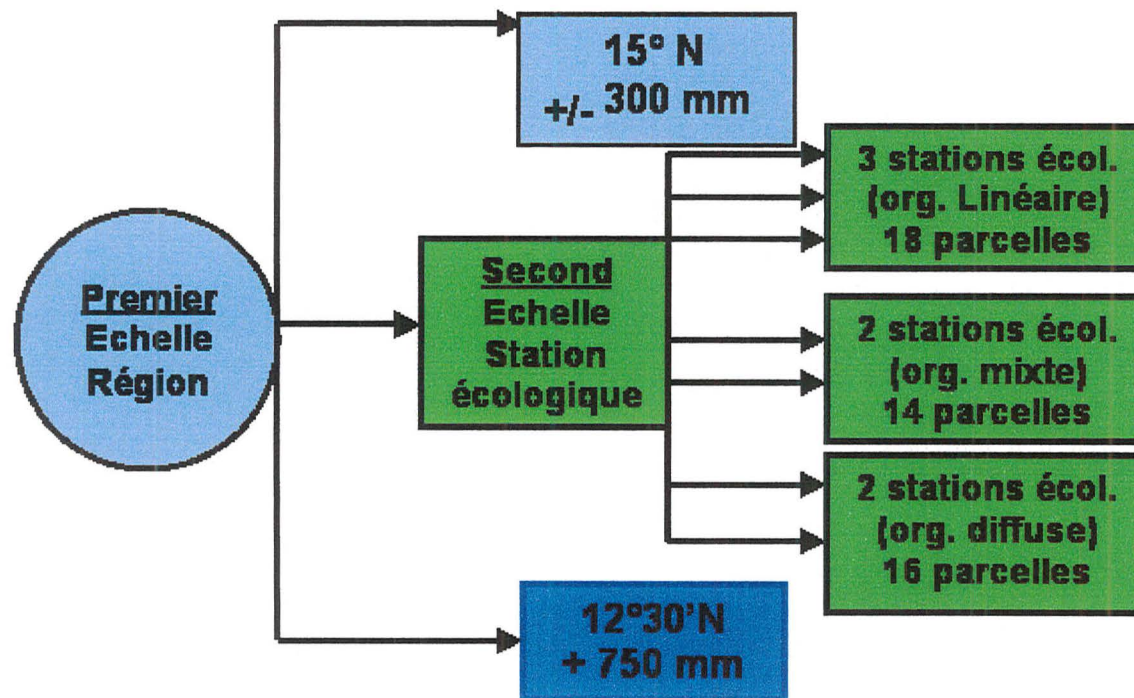 15° N
+/- 300 mm
Premier
Echelle
Région
Second
Echelle
Station
écologique
3 stations écol.
(org. Linéaire)
18 parcelles
2 stations écol.
(org. mixte)
14 parcelles
2 stations écol.
(org. diffuse)
16 parcelles
12°30'N
+ 750 mm